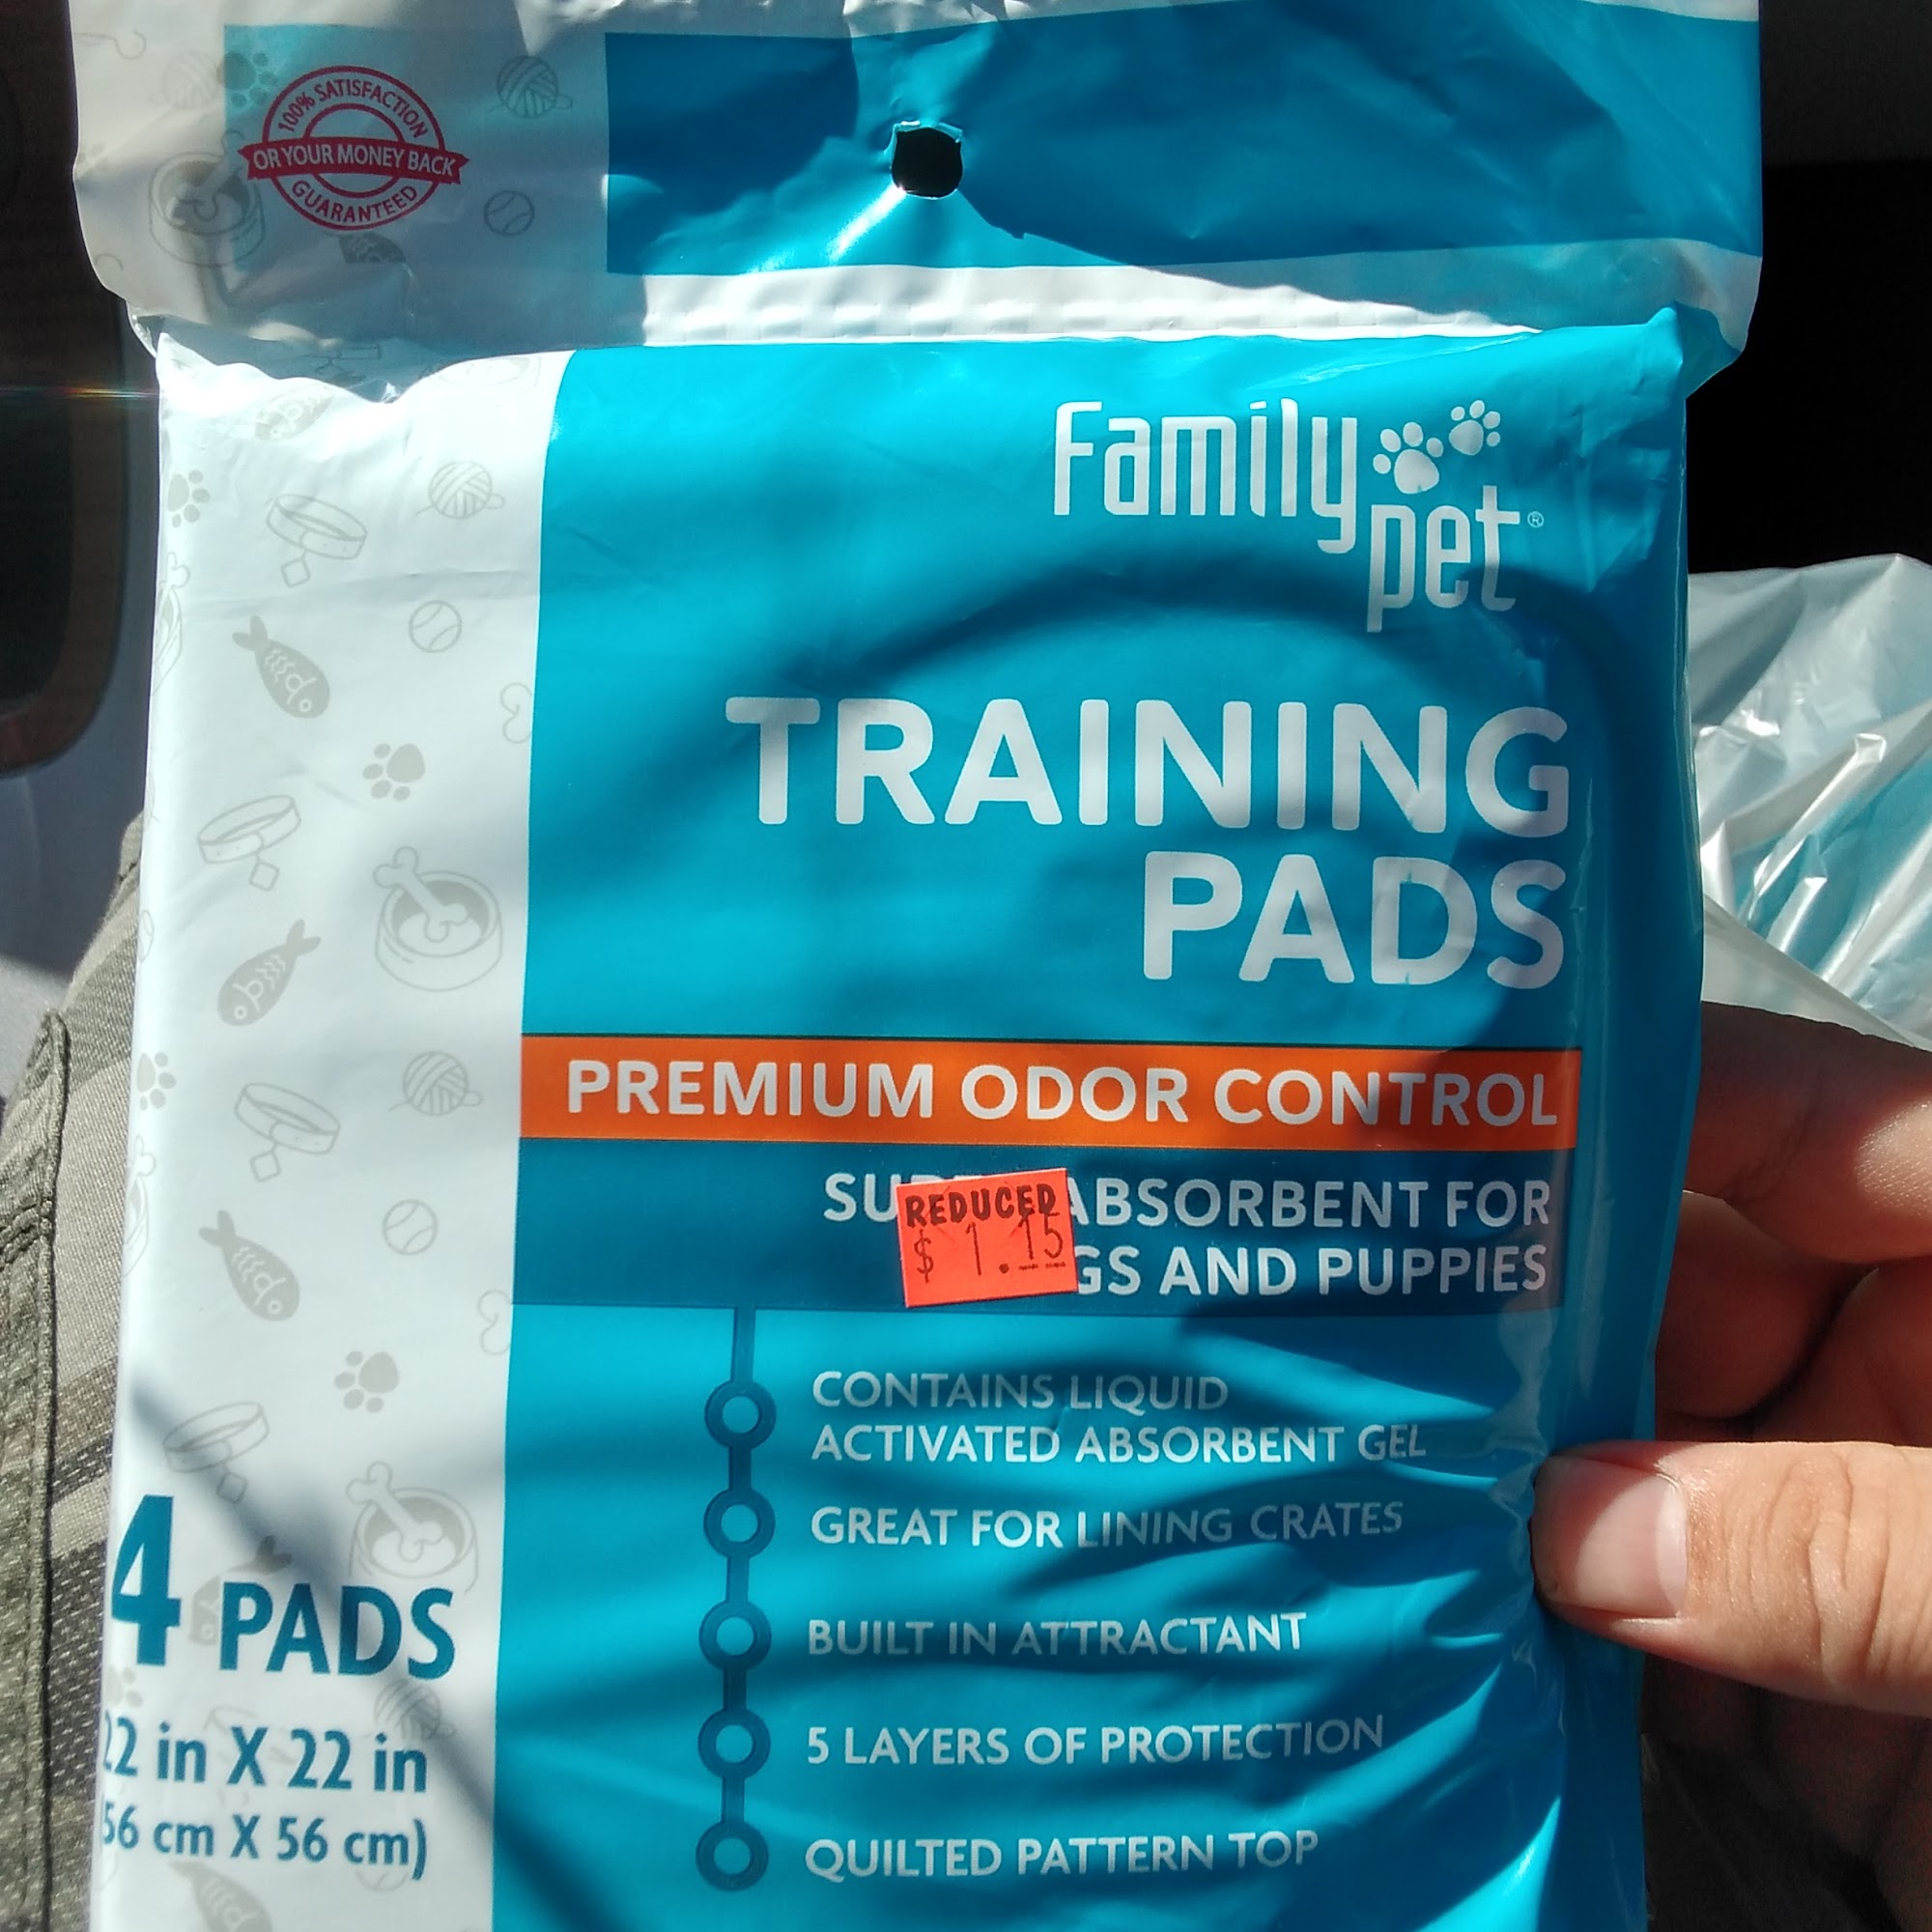 100% SATISFACTION
OR YOUR MONEY BACK
GUARANTEED
Family
pet®
TRAINING
PADS
PREMIUM ODOR CONTROL
ABSORBENT FOR
AND PUPPIES
REDUCED
$ 1.15
CONTAINS LIQUID
ACTIVATED ABSORBENT GEL
GREAT FOR LINING CRATES
BUILT IN ATTRACTANT
5 LAYERS OF PROTECTION
QUILTED PATTERN TOP
4 PADS
22 in X 22 in
56 cm X 56 cm)